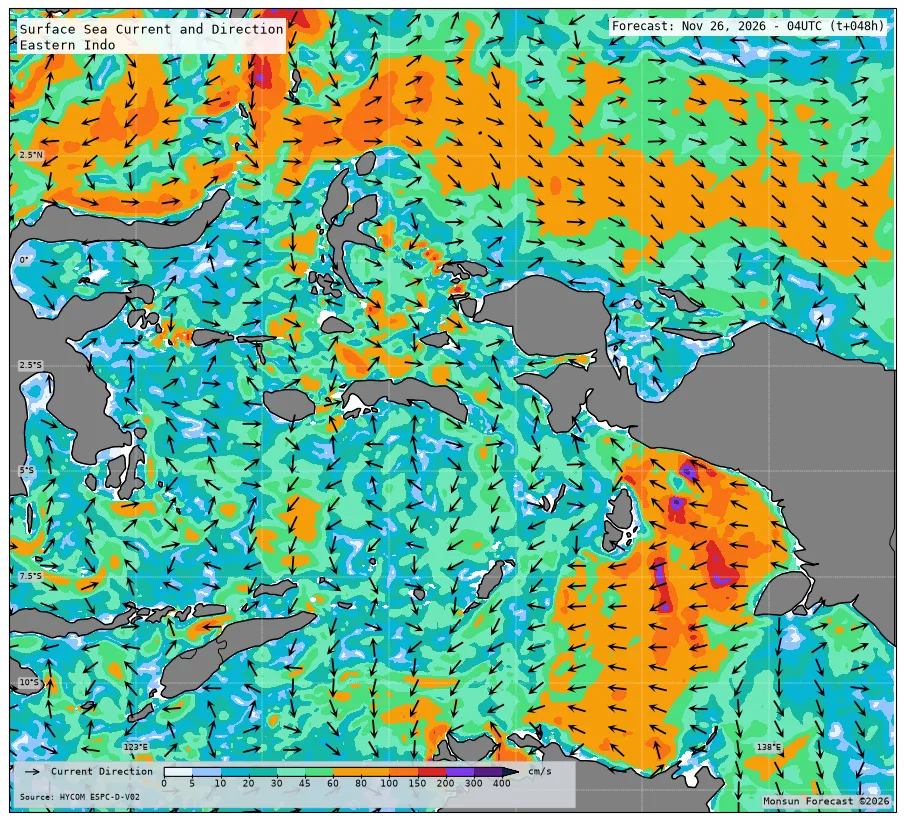 Surface Sea Current and Direction
Eastern Indo
Forecast: Nov 26, 2026 - 04UTC (t+048h)
2.5°N
0°
2.5°S
5°S
7.5°S
10°S
123°E
138°E
Current Direction
0 5 10 20 30 45 60 80 100 150 200 300 400
cm/s
Source: HYCOM ESPC-D-V02
Monsun Forecast ©2026